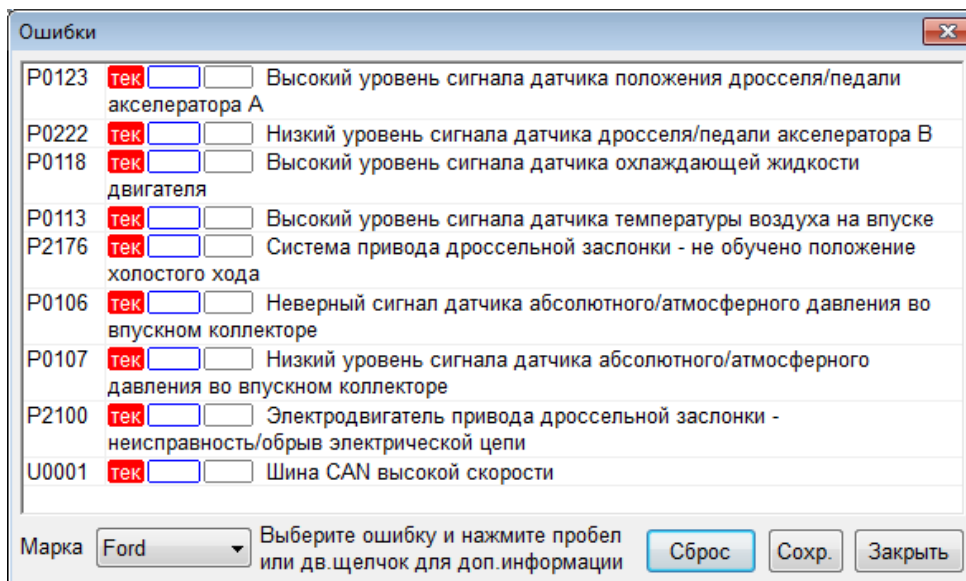 Ошибки
P0123 тек Высокий уровень сигнала датчика положения дросселя/педали
акселератора А
P0222 тек Низкий уровень сигнала датчика дросселя/педали акселератора В
P0118 тек Высокий уровень сигнала датчика охлаждающей жидкости
двигателя
P0113 тек Высокий уровень сигнала датчика температуры воздуха на впуске
P2176 тек Система привода дроссельной заслонки - не обучено положение
холостого хода
P0106 тек Неверный сигнал датчика абсолютного/атмосферного давления во
впускном коллекторе
P0107 тек Низкий уровень сигнала датчика абсолютного/атмосферного
давления во впускном коллекторе
P2100 тек Электродвигатель привода дроссельной заслонки -
неисправность/обрыв электрической цепи
U0001 тек Шина CAN высокой скорости
Марка Ford Выберите ошибку и нажмите пробел
или дв.щелчок для доп.информации
Сброс Сохр. Закрыть